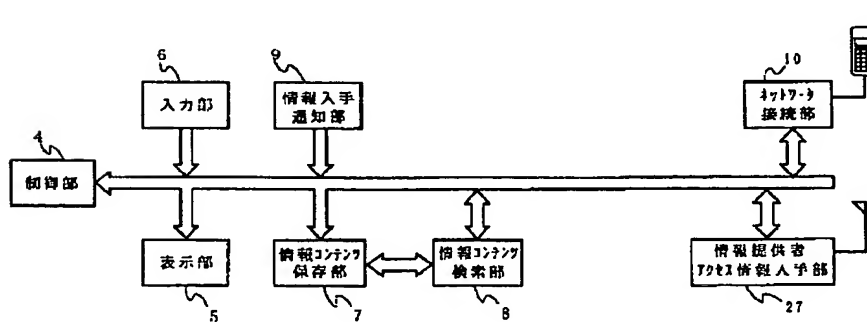 6
入力部
9
情報入手
通知部
10
ネットワーク
接続部
4
制御部
表示部
5
情報コンテンツ
保存部
7
情報コンテンツ
検索部
8
情報提供者
アクセス情報入手部
27